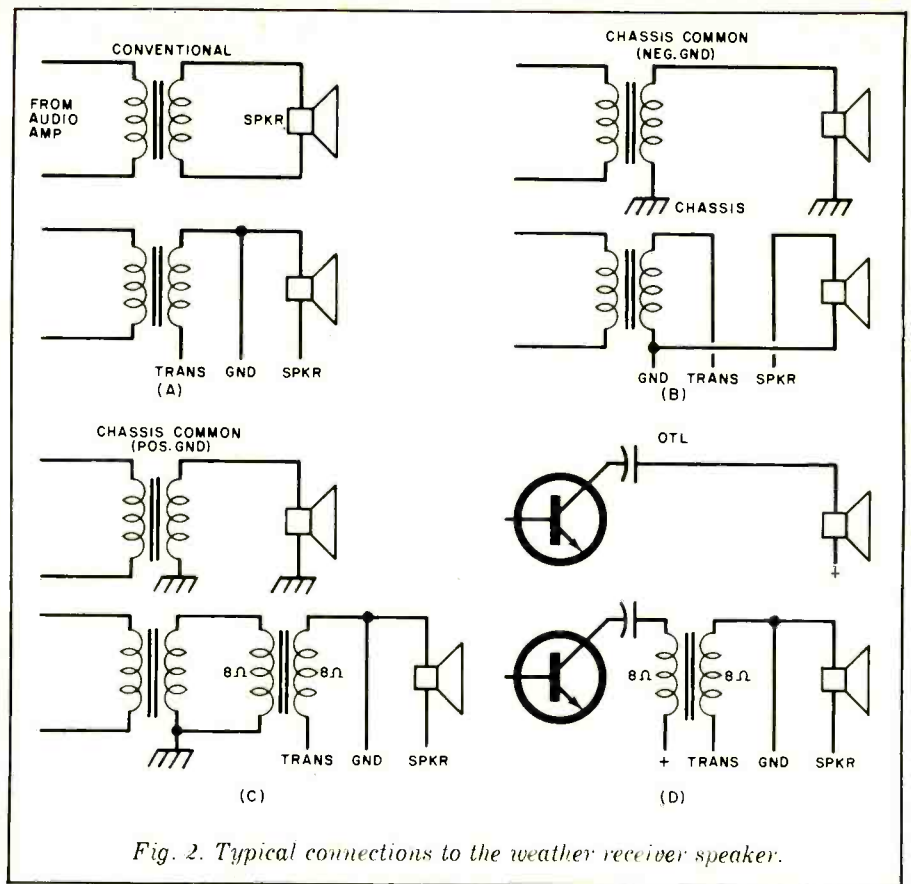 CONVENTIONAL
FROM
AUDIO
AMP
SPKR
TRANS GND SPKR
(A)
CHASSIS COMMON
(NEG. GND)
CHASSIS
GND TRANS SPKR
(B)
CHASSIS COMMON
(POS. GND)
8Ω 8Ω
TRANS GND SPKR
(C)
OTL
+
8Ω 8Ω
+ TRANS GND SPKR
(D)
Fig. 2. Typical connections to the weather receiver speaker.